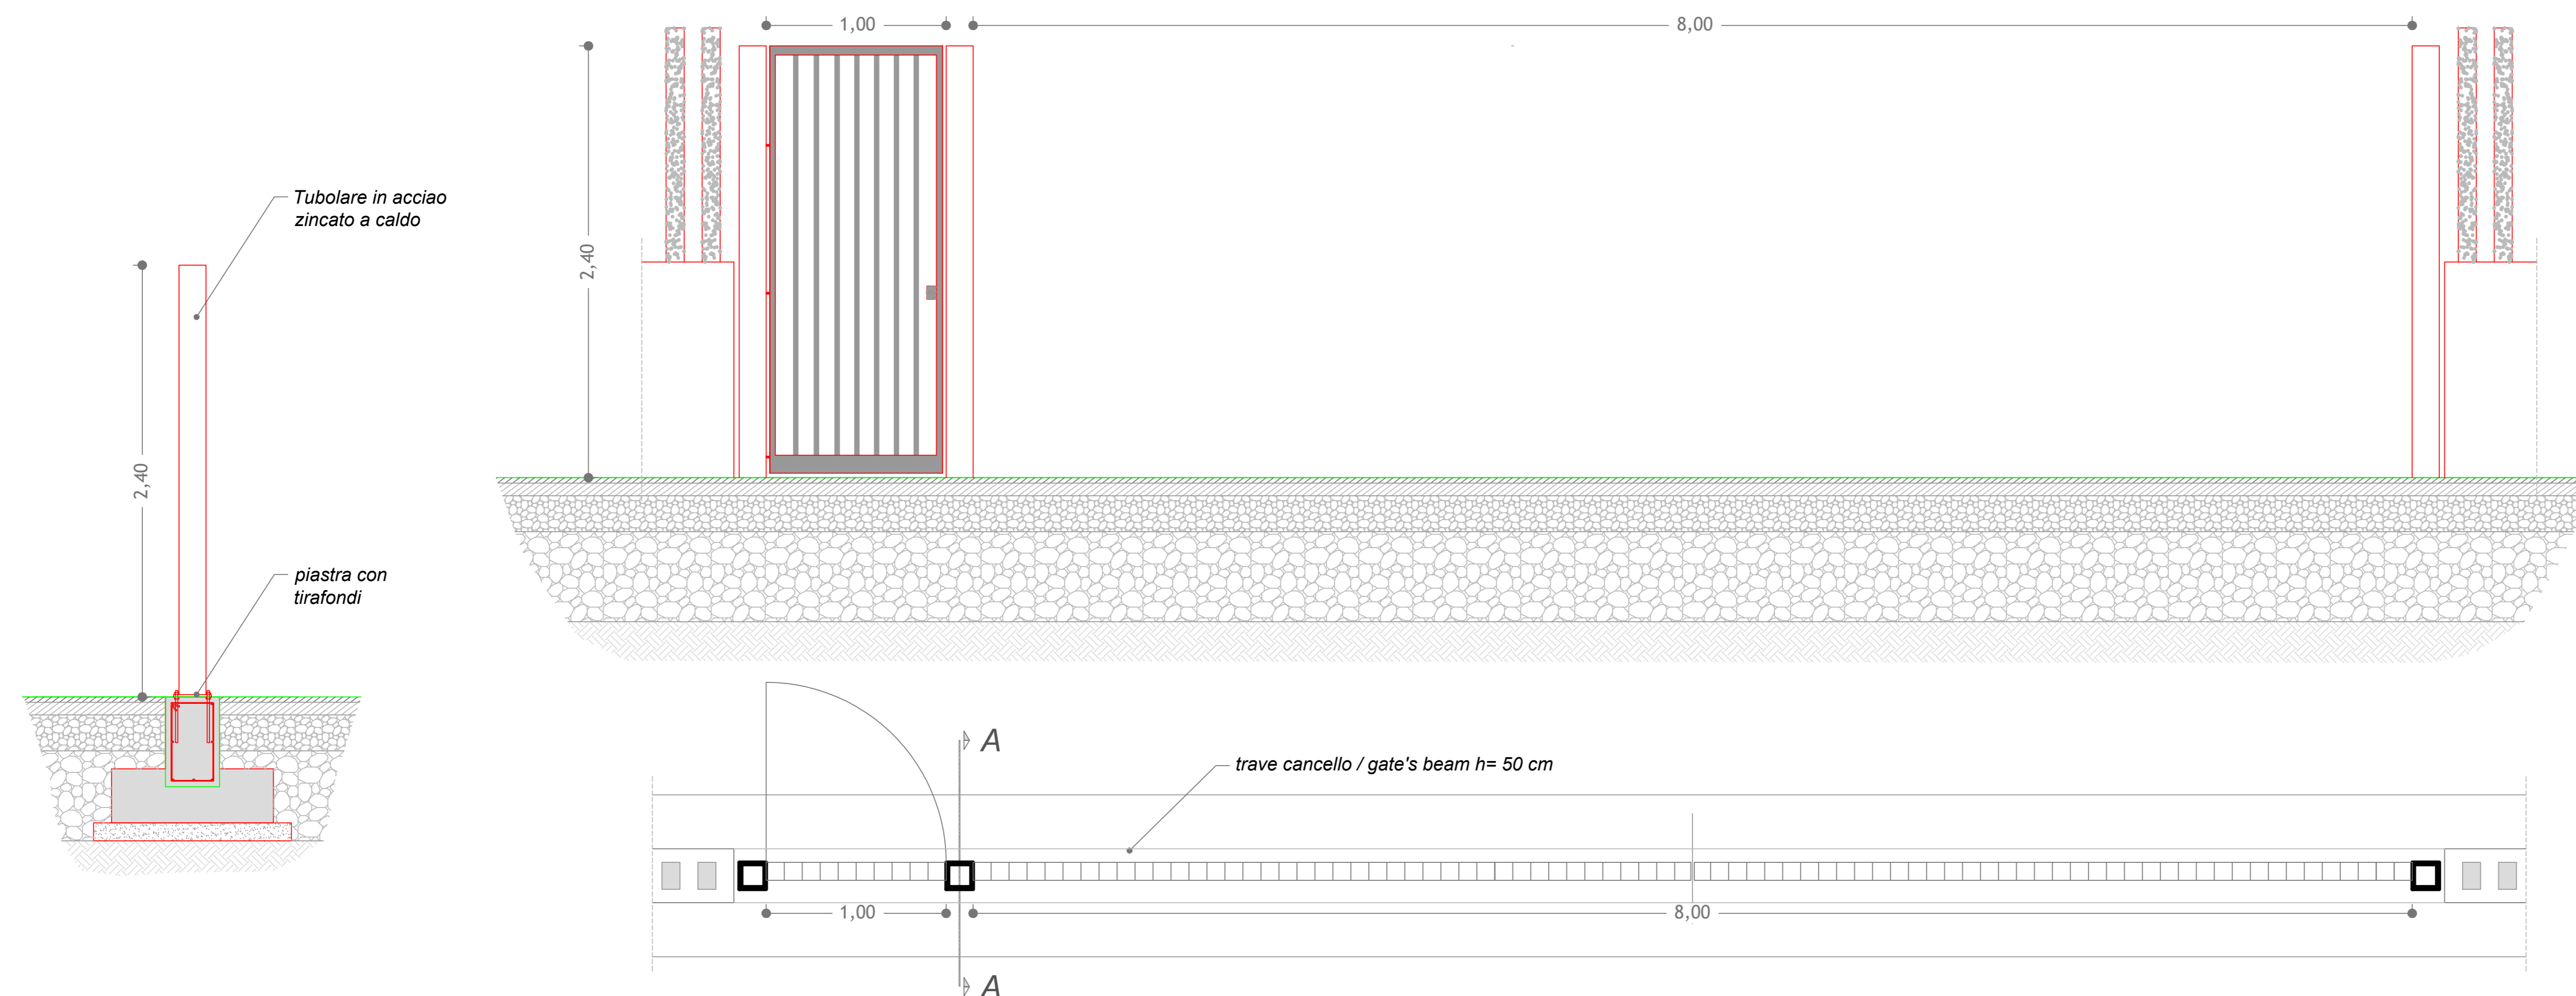 1,00
8,00
2,40
Tubolare in acciao
zincato a caldo
2,40
piastra con
tirafondi
A
trave cancello / gate's beam h= 50 cm
1,00
8,00
A